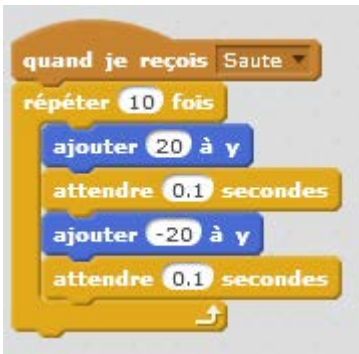 quand je reçois Saute
répéter 10 fois
ajouter 20 à y
attendre 0.1 secondes
ajouter -20 à y
attendre 0.1 secondes